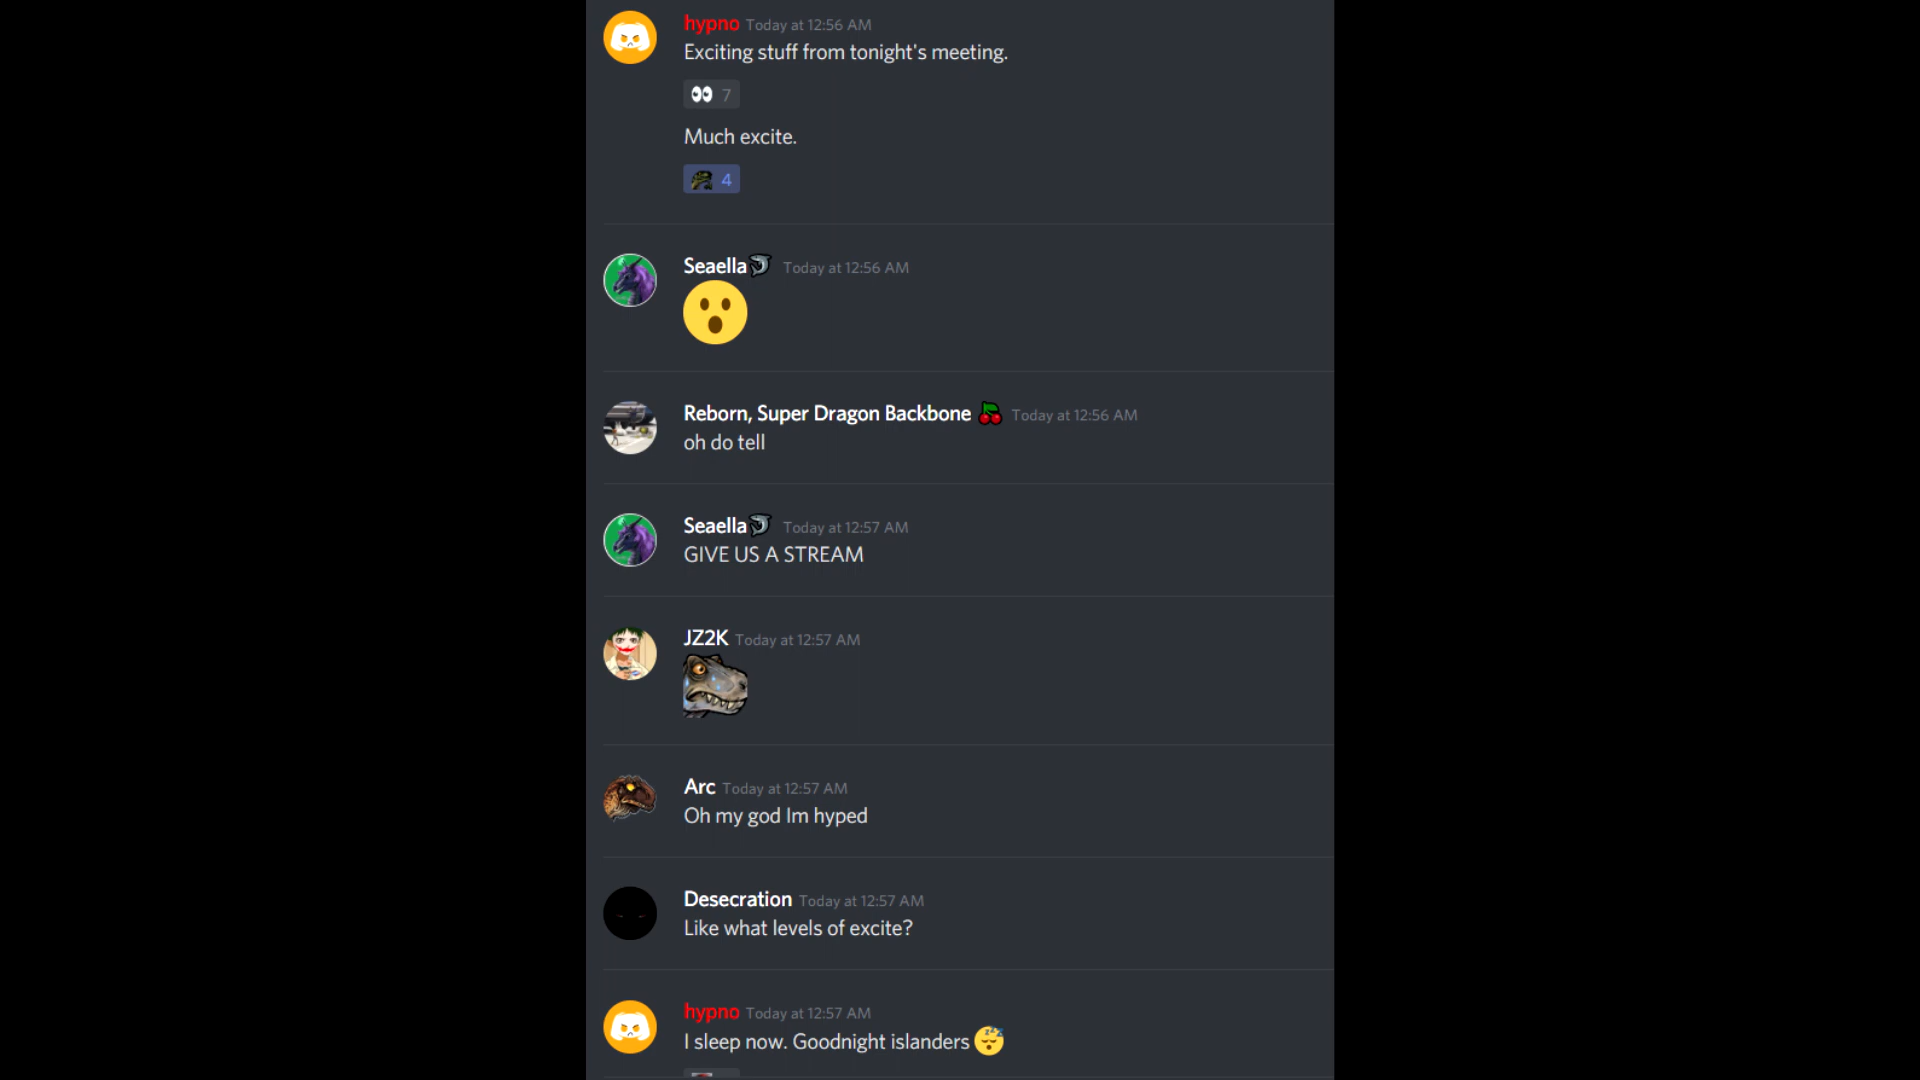 hypno Today at 12:56 AM
Exciting stuff from tonight's meeting.
7
Much excite.
4
Seaella Today at 12:56 AM
Reborn, Super Dragon Backbone Today at 12:56 AM
oh do tell
Seaella Today at 12:57 AM
GIVE US A STREAM
JZ2K Today at 12:57 AM
Arc Today at 12:57 AM
Oh my god Im hyped
Desecration Today at 12:57 AM
Like what levels of excite?
hypno Today at 12:57 AM
I sleep now. Goodnight islanders